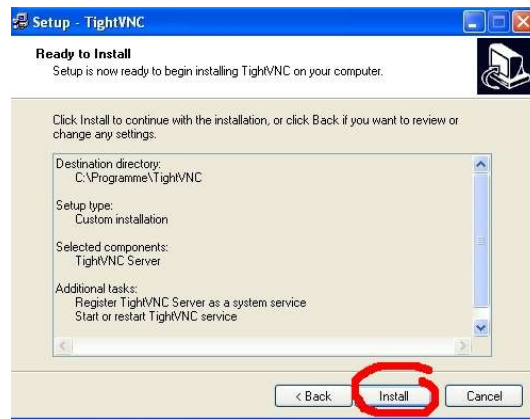 Setup - TightVNC
Ready to Install
Setup is now ready to begin installing TightVNC on your computer.
Click Install to continue with the installation, or click Back if you want to review or
change any settings.
Destination directory:
C:\Programme\TightVNC
Setup type:
Custom installation
Selected components:
TightVNC Server
Additional tasks:
Register TightVNC Server as a system service
Start or restart TightVNC service
< Back
Install
Cancel